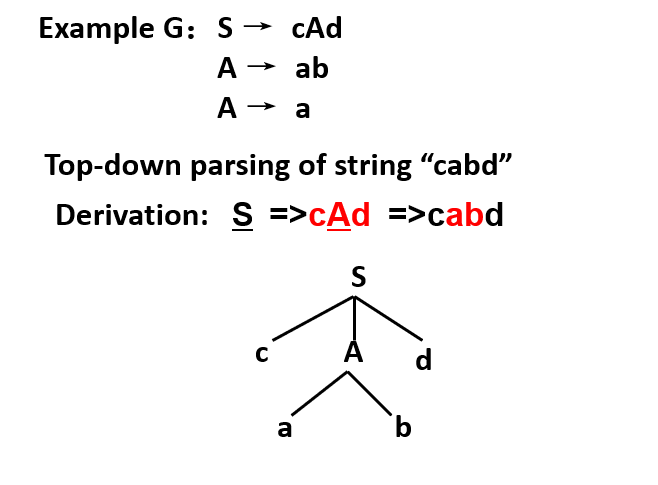 Example G： S → cAd
A → ab
A → a
Top-down parsing of string “cabd”
Derivation: S =>cAd =>cabd
S
c A d
a b